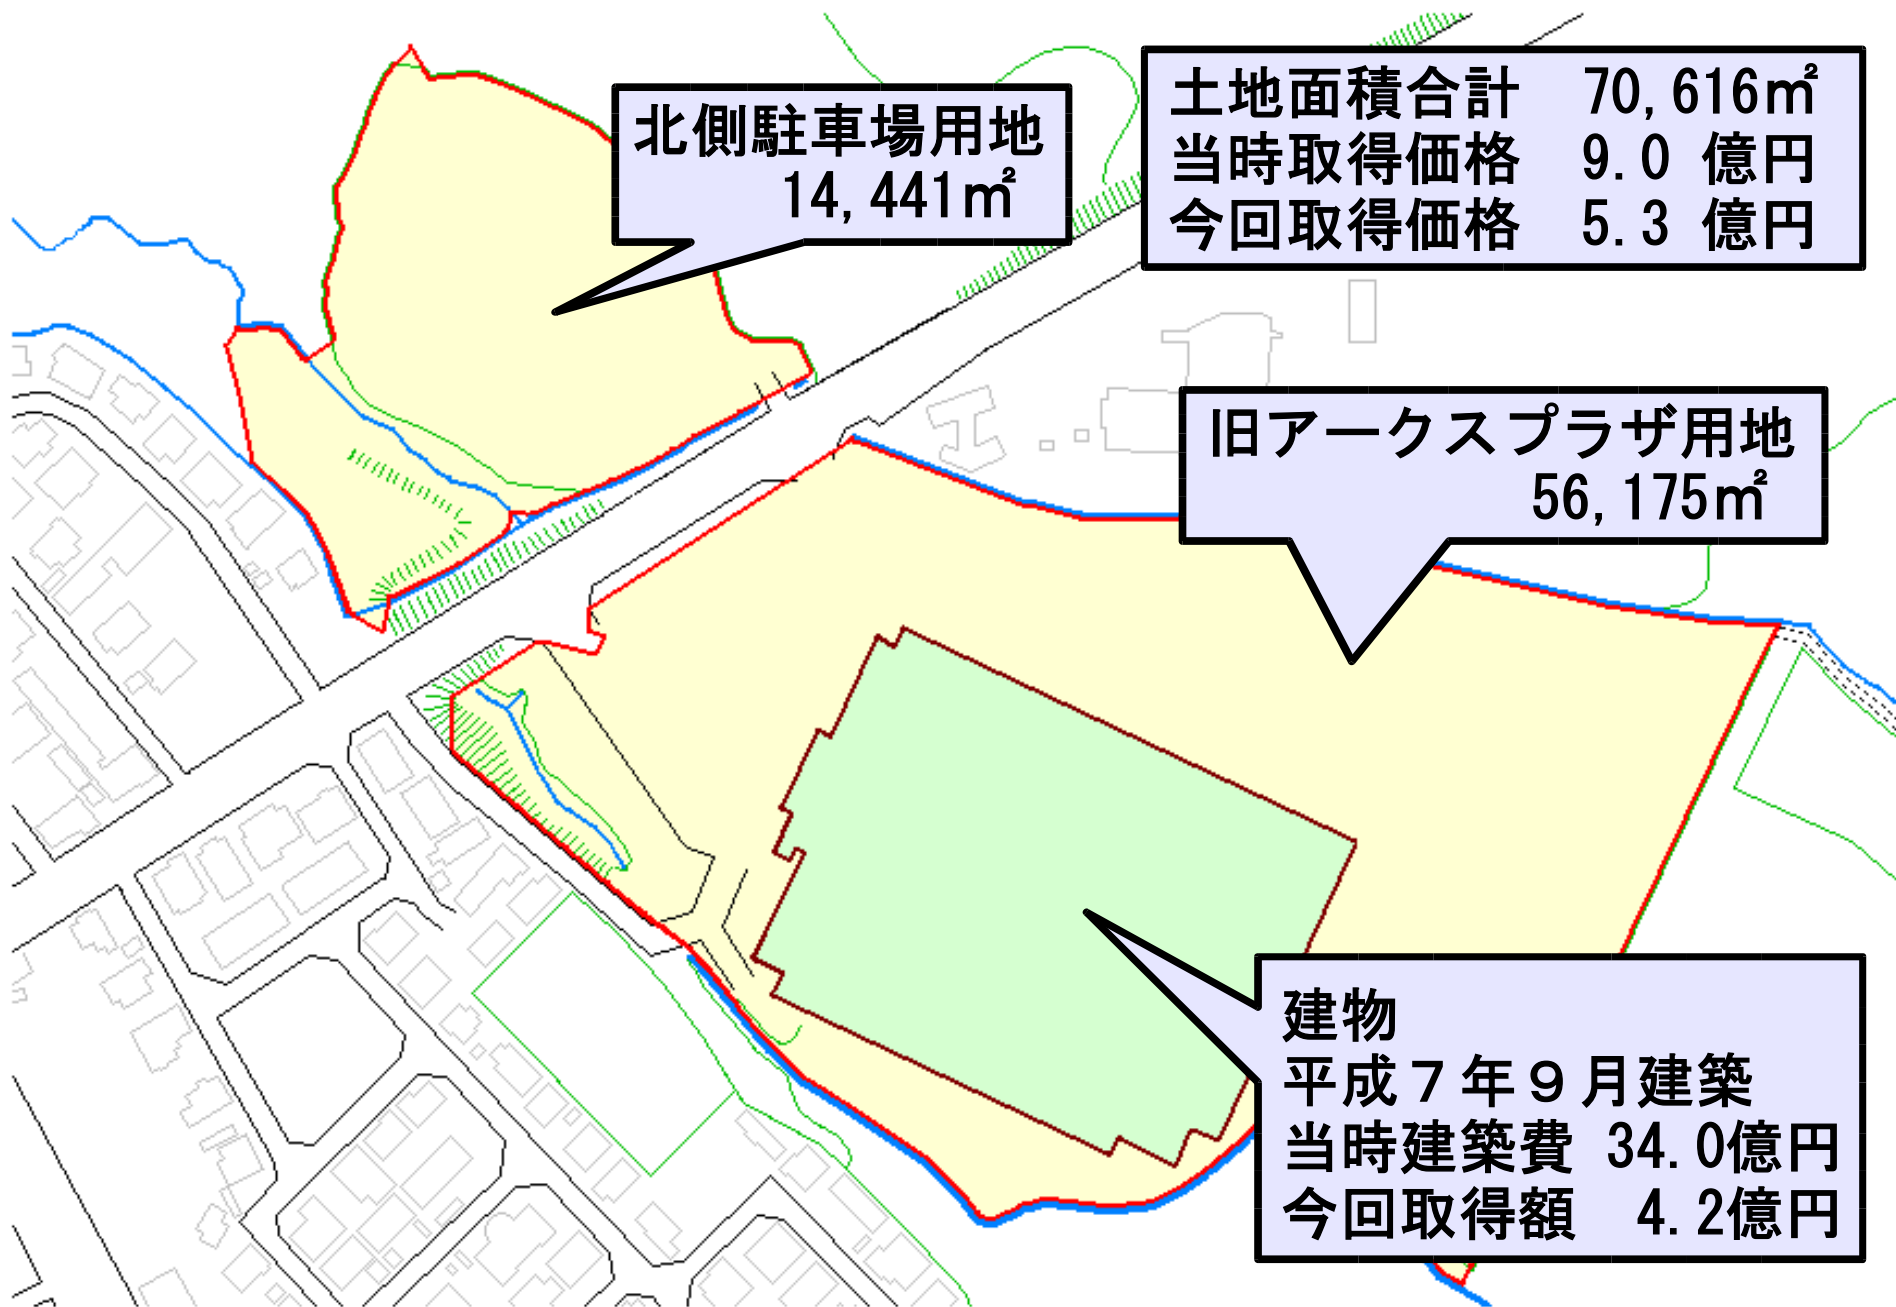 北側駐車場用地
14,441㎡
土地面積合計　70,616㎡
当時取得価格　9.0 億円
今回取得価格　5.3 億円
旧アークスプラザ用地
56,175㎡
建物
平成７年９月建築
当時建築費 34.0億円
今回取得額　4.2億円